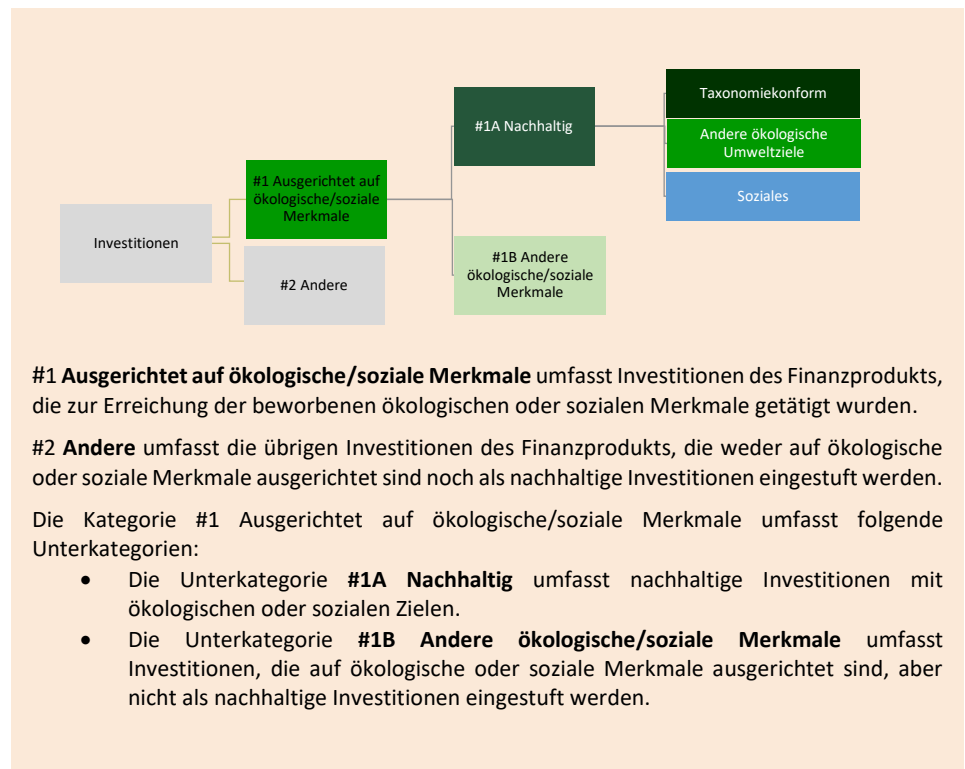 Investitionen
#1 Ausgerichtet auf
ökologische/soziale
Merkmale
#2 Andere
#1A Nachhaltig
#1B Andere
ökologische/soziale
Merkmale
Taxonomiekonform
Andere ökologische
Umweltziele
Soziales
#1 Ausgerichtet auf ökologische/soziale Merkmale umfasst Investitionen des Finanzprodukts,
die zur Erreichung der beworbenen ökologischen oder sozialen Merkmale getätigt wurden.
#2 Andere umfasst die übrigen Investitionen des Finanzprodukts, die weder auf ökologische
oder soziale Merkmale ausgerichtet sind noch als nachhaltige Investitionen eingestuft werden.
Die Kategorie #1 Ausgerichtet auf ökologische/soziale Merkmale umfasst folgende
Unterkategorien:
• Die Unterkategorie #1A Nachhaltig umfasst nachhaltige Investitionen mit
ökologischen oder sozialen Zielen.
• Die Unterkategorie #1B Andere ökologische/soziale Merkmale umfasst
Investitionen, die auf ökologische oder soziale Merkmale ausgerichtet sind, aber
nicht als nachhaltige Investitionen eingestuft werden.